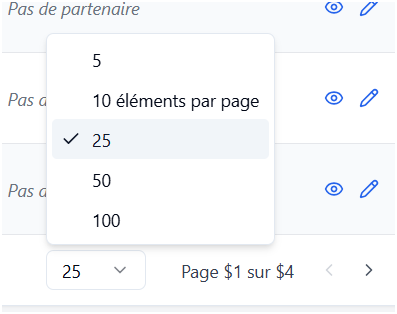 Pas de partenaire
5
Pas d
10 éléments par page
25
Pas d
50
100
25
Page $1 sur $4